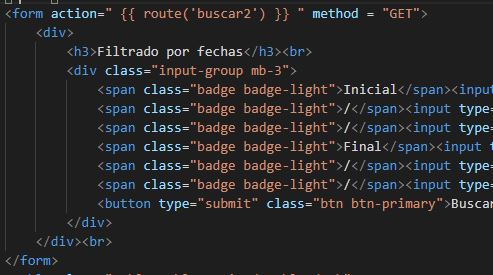 <form action=" {{ route('buscar2') }} " method = "GET">
<div>
<h3>Filtrado por fechas</h3><br>
<div class="input-group mb-3">
<span class="badge badge-light">Inicial</span><input
<span class="badge badge-light">/</span><input type=
<span class="badge badge-light">/</span><input type=
<span class="badge badge-light">Final</span><input t
<span class="badge badge-light">/</span><input type=
<span class="badge badge-light">/</span><input type=
<button type="submit" class="btn btn-primary">Buscar
</div>
</div><br>
</form>